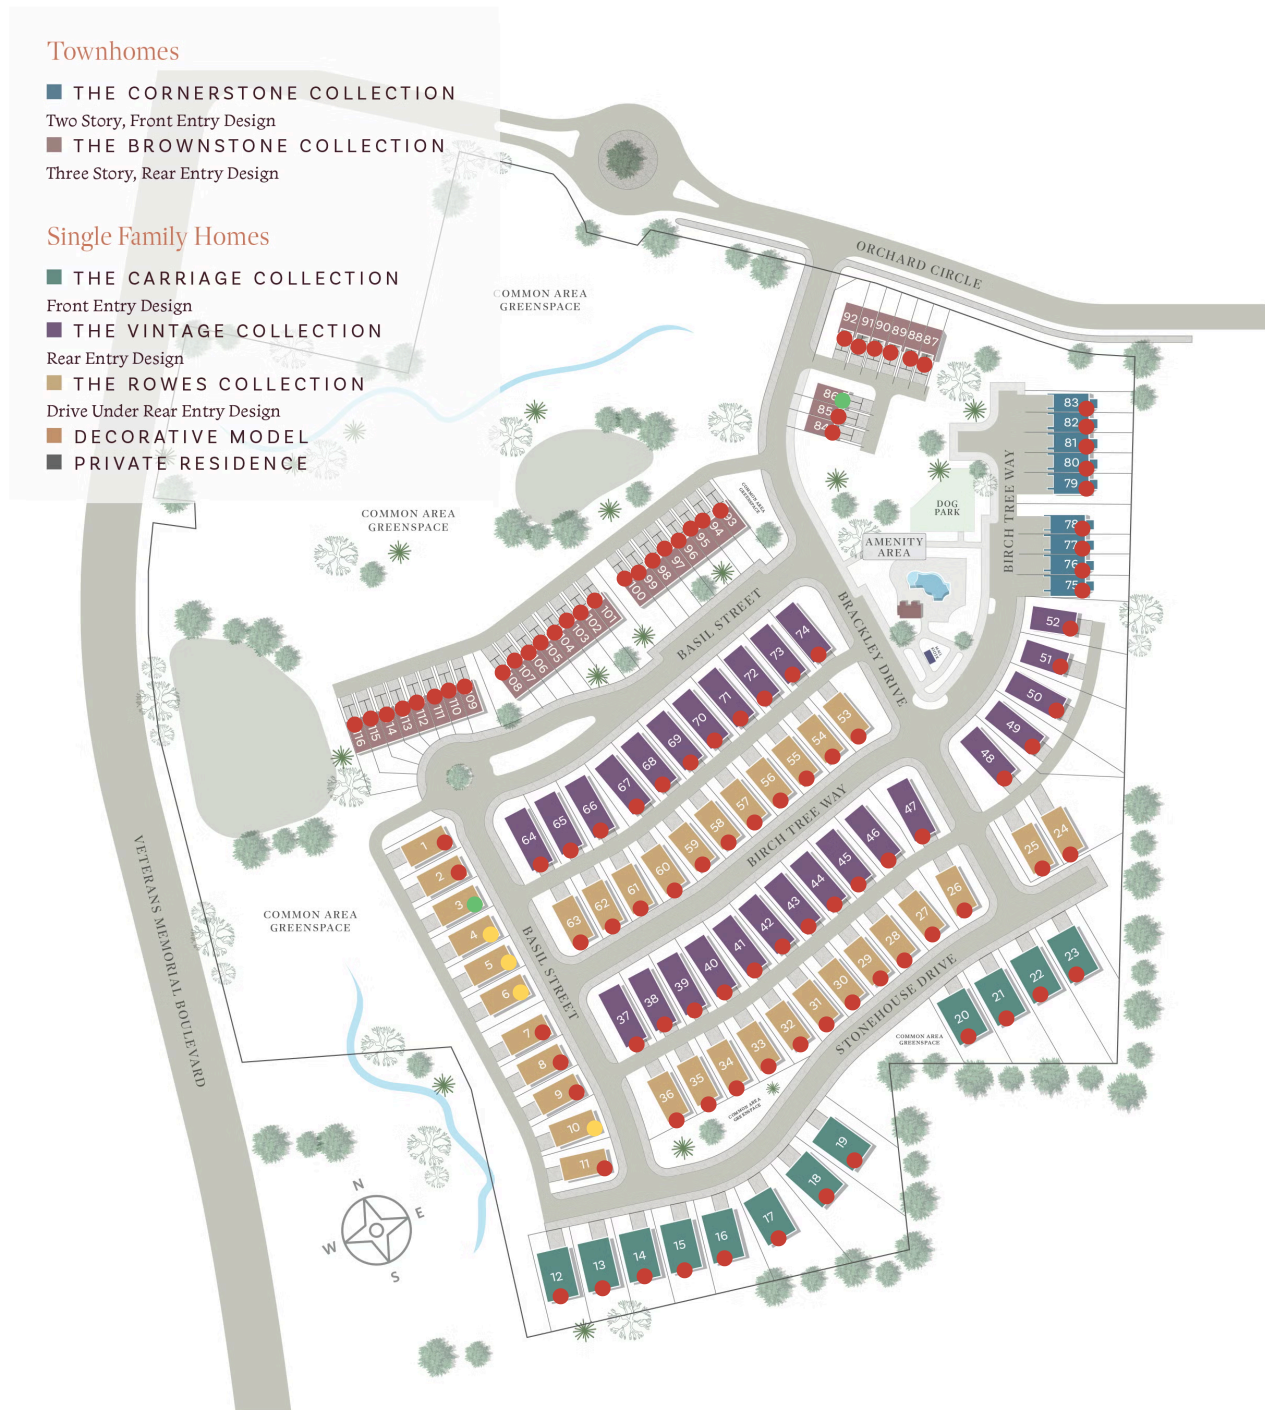 Townhomes
THE CORNERSTONE COLLECTION
Two Story, Front Entry Design
THE BROWNSTONE COLLECTION
Three Story, Rear Entry Design
Single Family Homes
THE CARRIAGE COLLECTION
Front Entry Design
THE VINTAGE COLLECTION
Rear Entry Design
THE ROWES COLLECTION
Drive Under Rear Entry Design
DECORATIVE MODEL
PRIVATE RESIDENCE
ORCHARD CIRCLE
COMMON AREA
GREENSPACE
92 91 90 89 88 87
86
85
84
83
82
81
80
79
BIRCH TREE WAY
DOG
PARK
AMENITY
AREA
78
77
76
75
COMMON AREA
GREENSPACE
COMMON AREA
GREENSPACE
93
94
95
96
97
98
99
100
101
102
103
104
105
106
107
108
109
110
111
112
113
114
115
116
BASIL STREET
BRACKLEY DRIVE
52
51
50
49
48
74
73
72
71
70
69
68
67
66
65
64
53
54
55
56
57
58
59
60
61
62
63
BIRCH TREE WAY
47
46
45
44
43
42
41
40
39
38
37
24
25
26
27
28
29
30
31
32
33
34
35
36
STONEHOUSE DRIVE
COMMON AREA
GREENSPACE
COMMON AREA
GREENSPACE
23
22
21
20
19
18
17
16
15
14
13
12
1
2
3
4
5
6
7
8
9
10
11
BASIL STREET
COMMON AREA
GREENSPACE
VETERANS MEMORIAL BOULEVARD
N
E
W
S